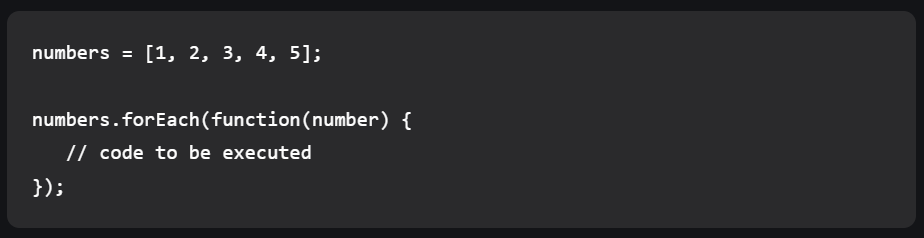 numbers = [1, 2, 3, 4, 5];
numbers.forEach(function(number) {
// code to be executed
});